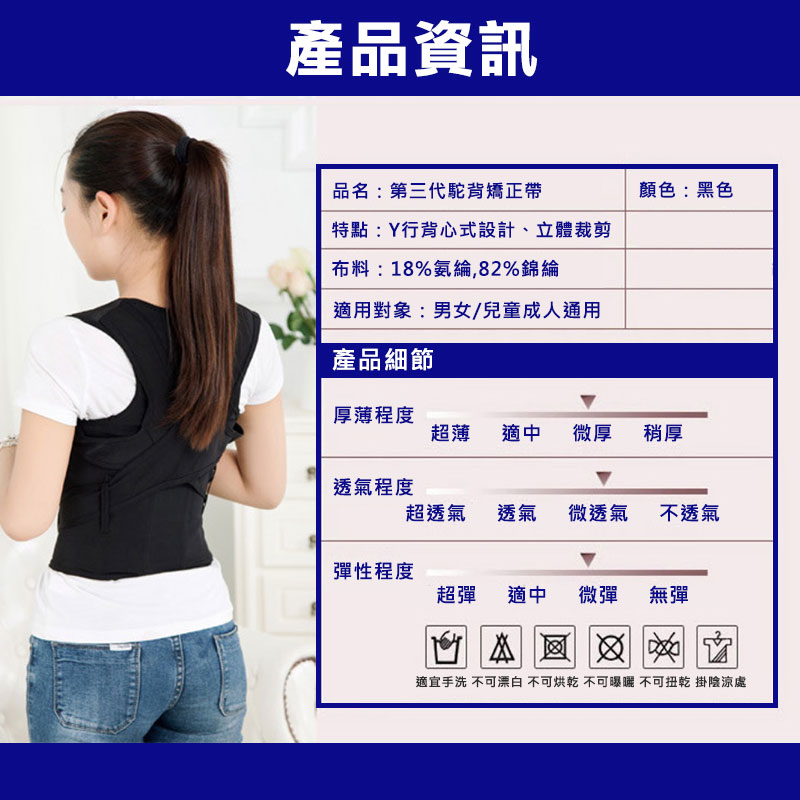 產品資訊
品名：第三代駝背矯正帶 顏色：黑色
特點：Y行背心式設計、立體裁剪
布料：18%氨綸,82%錦綸
適用對象：男女/兒童成人通用
產品細節
厚薄程度
超薄 適中 微厚 稍厚
透氣程度
超透氣 透氣 微透氣 不透氣
彈性程度
超彈 適中 微彈 無彈
適宜手洗 不可漂白 不可烘乾 不可曝曬 不可扭乾 掛陰涼處